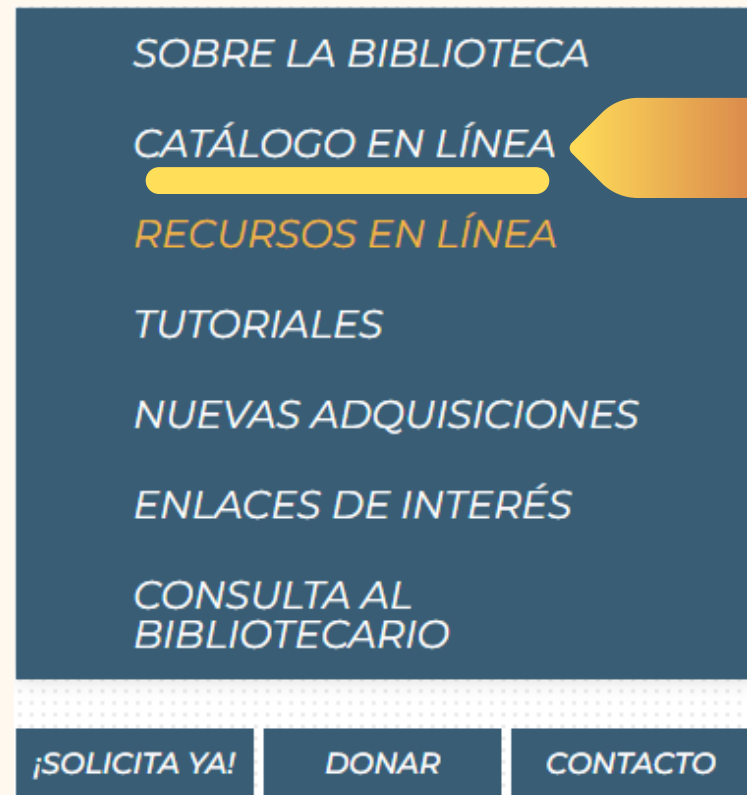 SOBRE LA BIBLIOTECA
CATÁLOGO EN LÍNEA
RECURSOS EN LÍNEA
TUTORIALES
NUEVAS ADQUISICIONES
ENLACES DE INTERÉS
CONSULTA AL
BIBLIOTECARIO
¡SOLICITA YA!
DONAR
CONTACTO